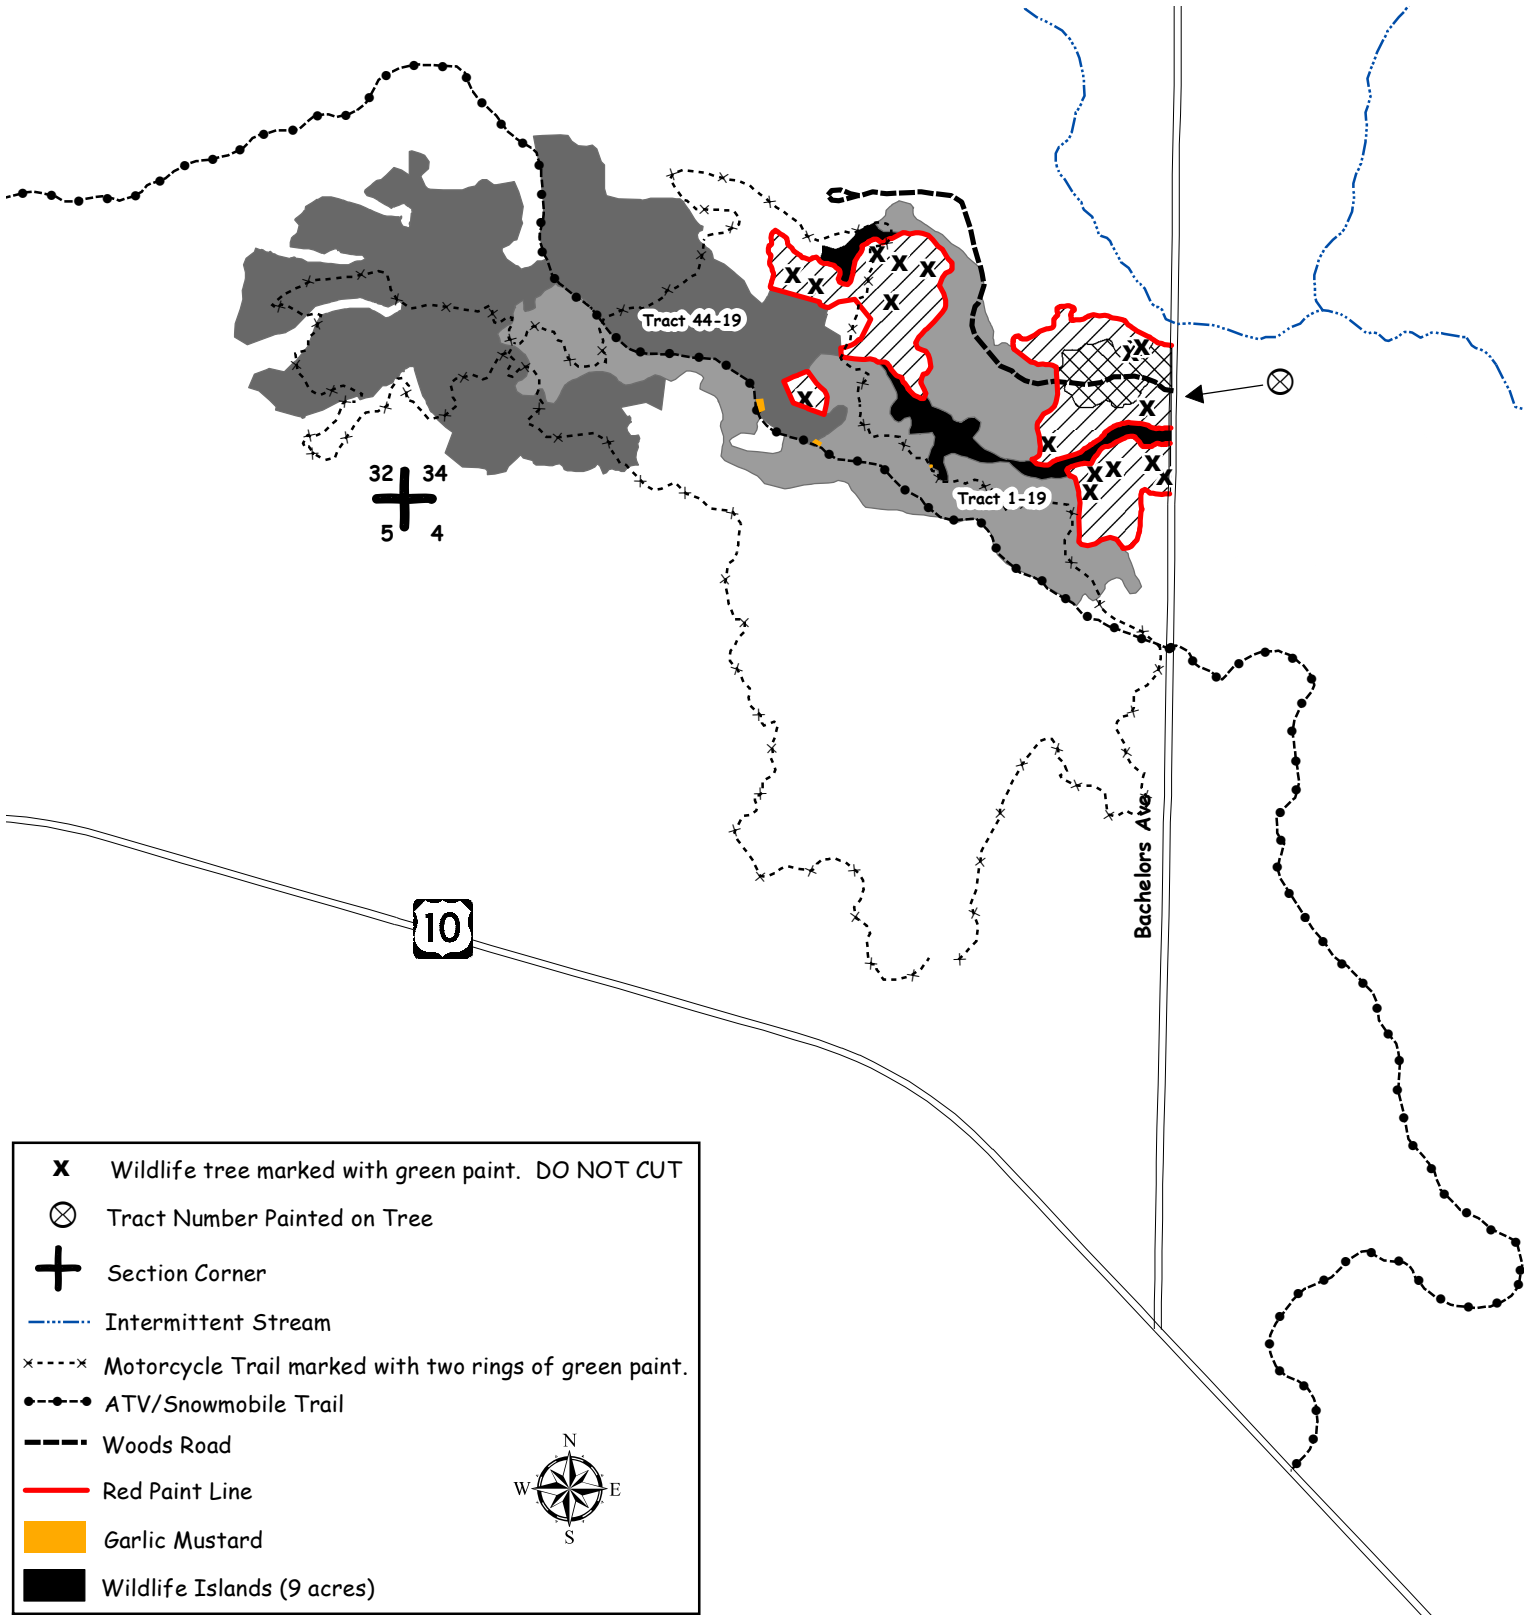 Tract 44-19
32 34
5 4
Tract 1-19
Bachelors Ave
10
X Wildlife tree marked with green paint. DO NOT CUT
Tract Number Painted on Tree
Section Corner
Intermittent Stream
Motorcycle Trail marked with two rings of green paint.
ATV/Snowmobile Trail
Woods Road
Red Paint Line
Garlic Mustard
Wildlife Islands (9 acres)
N
W E
S